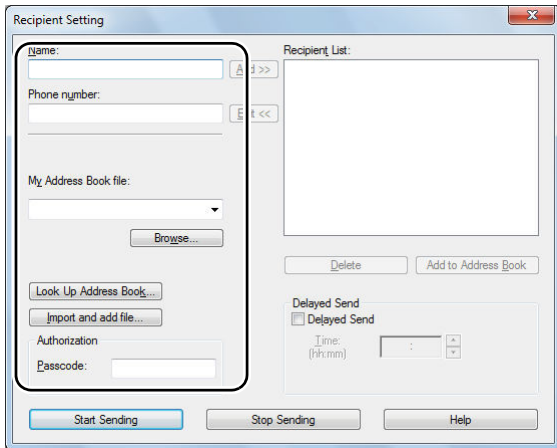 Recipient Setting
Name:
Add >>
Phone number:
Edit <<
My Address Book file:
Browse...
Look Up Address Book...
Import and add file...
Authorization
Passcode:
Recipient List:
Delete
Add to Address Book
Delayed Send
Delayed Send
Time:
(hh:mm)
:
Start Sending
Stop Sending
Help